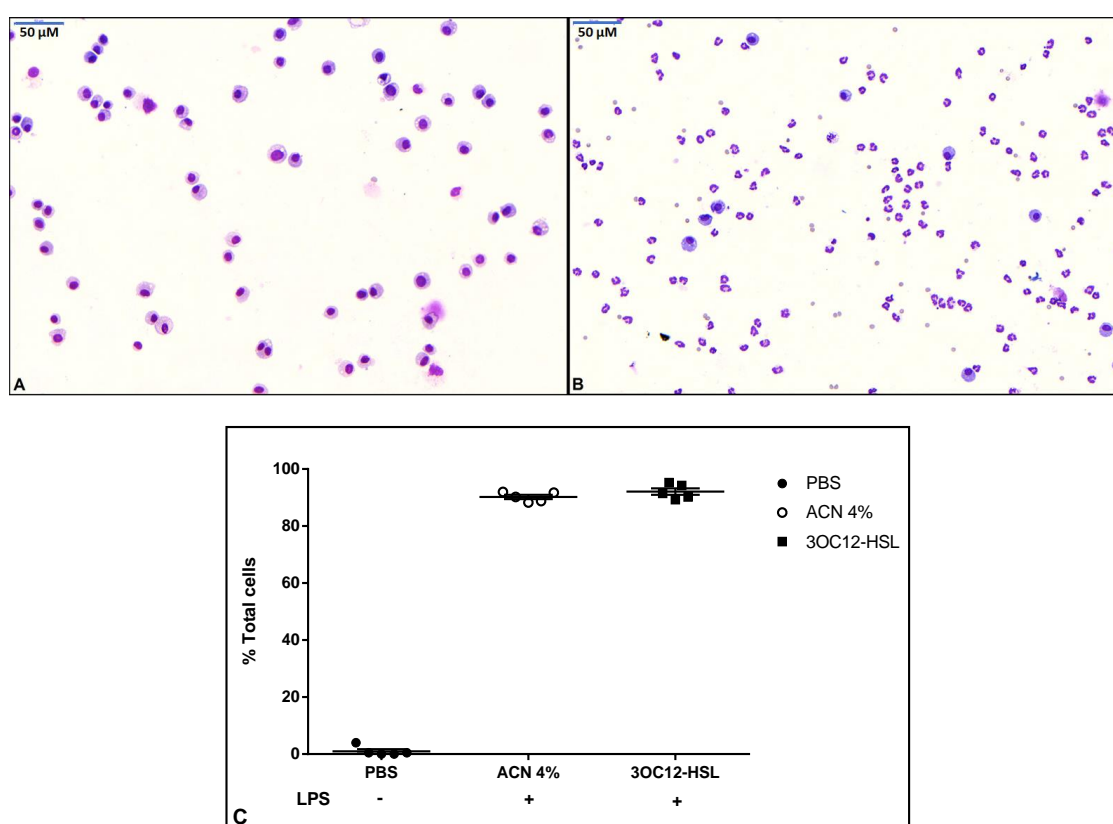 50 µM
50 µM
A
B
100
80
60
40
20
0
% Total cells
PBS
ACN 4%
3OC12-HSL
PBS ACN 4% 3OC12-HSL
LPS - + +
C